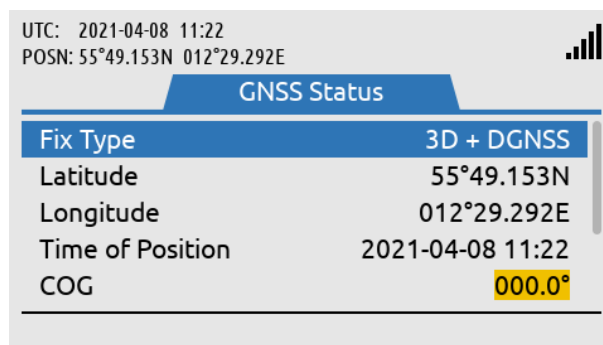 UTC: 2021-04-08 11:22
POSN: 55°49.153N 012°29.292E
GNSS Status
Fix Type 3D + DGNSS
Latitude 55°49.153N
Longitude 012°29.292E
Time of Position 2021-04-08 11:22
COG 000.0°